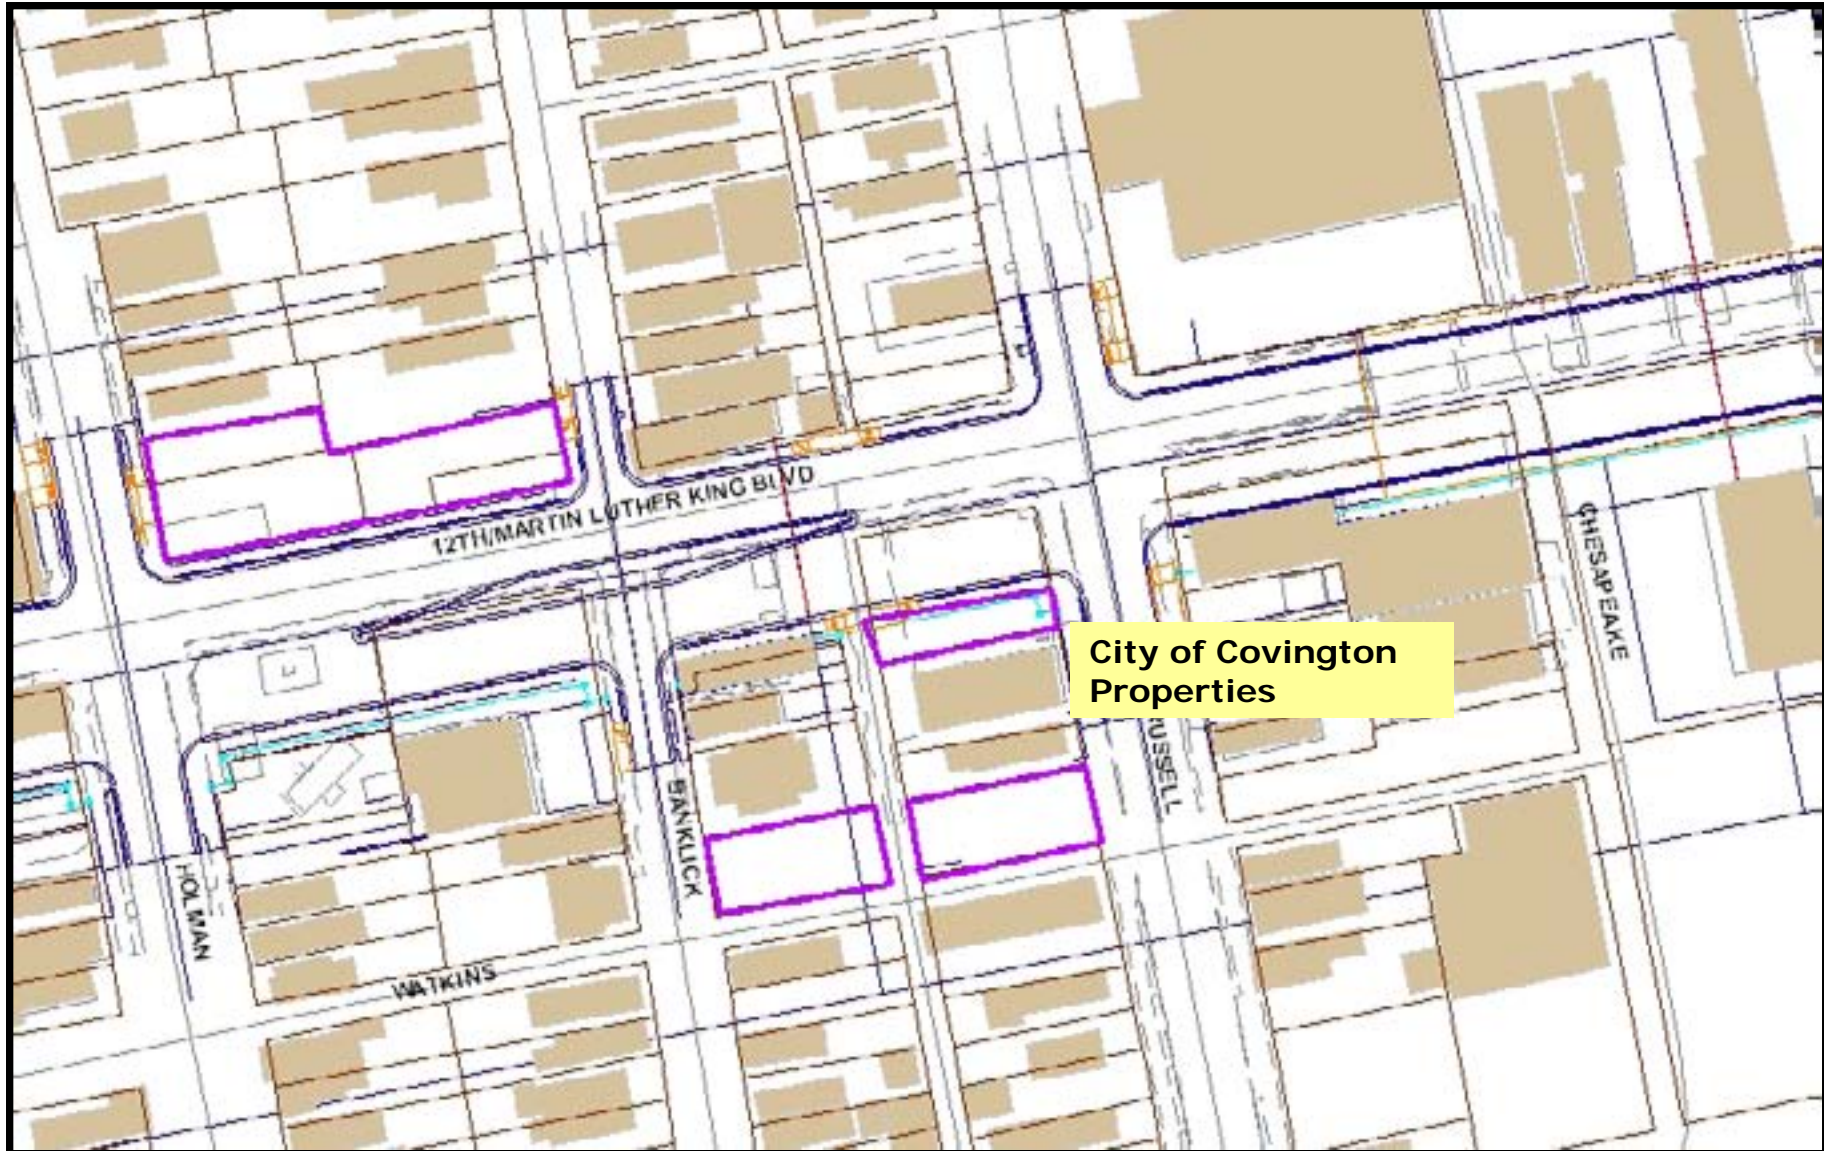 12TH/MARTIN LUTHER KING BLVD
CHESAPEAKE
City of Covington
Properties
RUSSELL
BANKLICK
HOLMAN
WATKINS